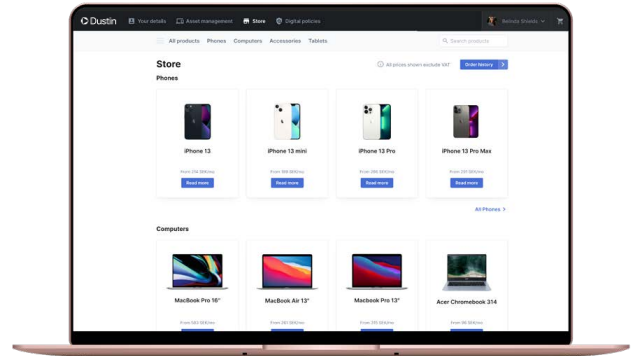 Dustin Your details Asset management Store Digital policies Belinda Shields
All products Phones Computers Accessories Tablets Search products
Store
All prices shown exclude VAT Order history
Phones
iPhone 13 iPhone 13 mini iPhone 13 Pro iPhone 13 Pro Max
Read more Read more Read more Read more
All Phones
Computers
MacBook Pro 16" MacBook Air 13" Macbook Pro 13" Acer Chromebook 314